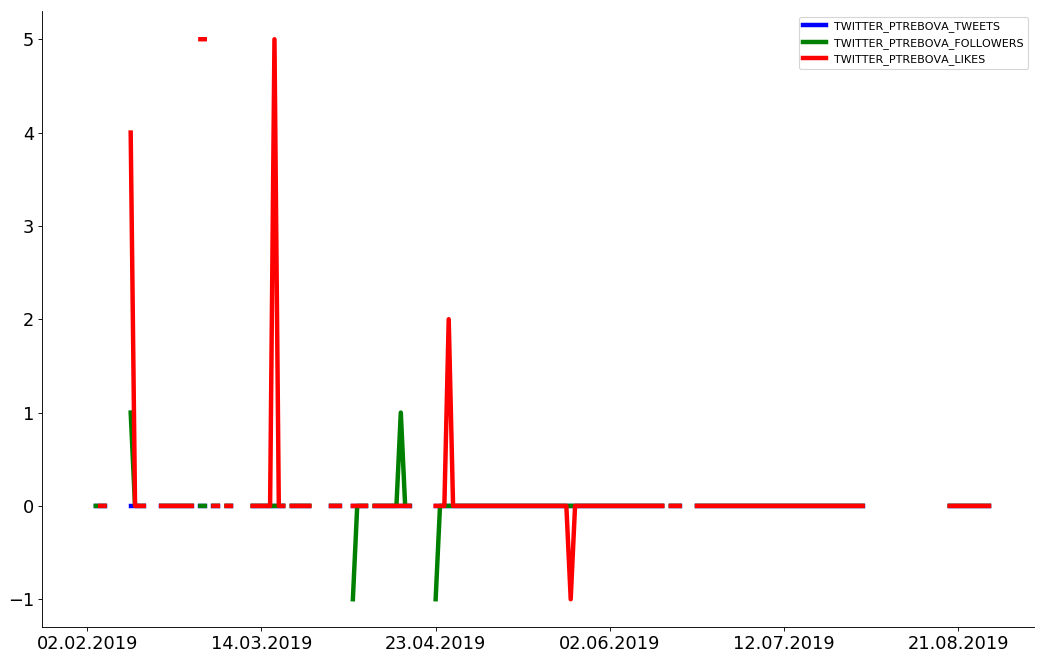 TWITTER_PTREBOVA_TWEETS
TWITTER_PTREBOVA_FOLLOWERS
TWITTER_PTREBOVA_LIKES
5
4
3
2
1
0
−1
02.02.2019 14.03.2019 23.04.2019 02.06.2019 12.07.2019 21.08.2019